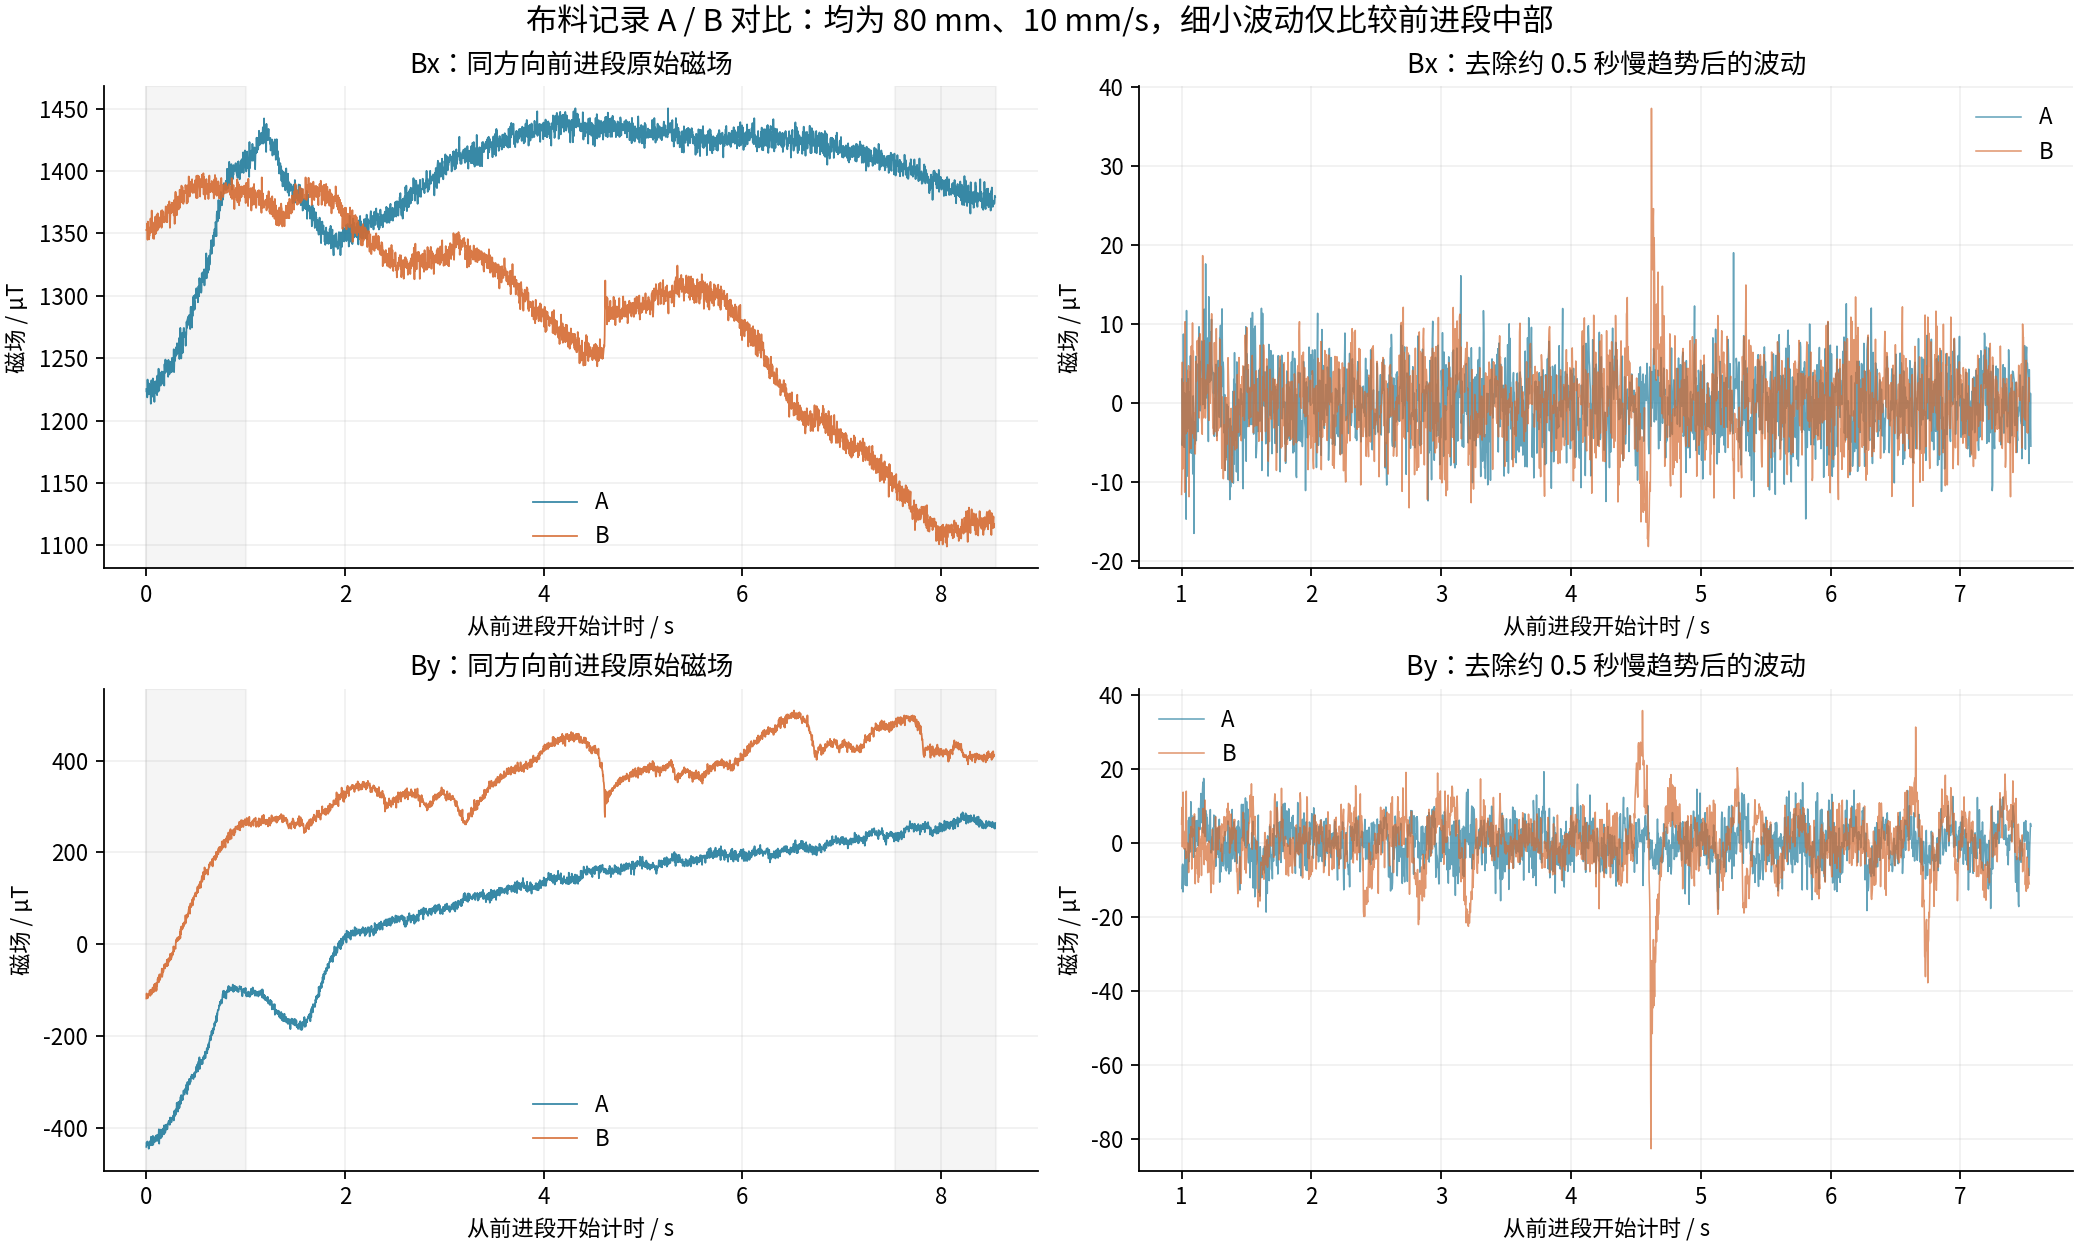 布料记录 A / B 对比：均为 80 mm、10 mm/s，细小波动仅比较前进段中部
Bx：同方向前进段原始磁场
磁场 / μT
1450
1400
1350
1300
1250
1200
1150
1100
A
B
0 2 4 6 8
从前进段开始计时 / s
Bx：去除约 0.5 秒慢趋势后的波动
磁场 / μT
40
30
20
10
0
-10
-20
A
B
1 2 3 4 5 6 7
从前进段开始计时 / s
By：同方向前进段原始磁场
磁场 / μT
400
200
0
-200
-400
A
B
0 2 4 6 8
从前进段开始计时 / s
By：去除约 0.5 秒慢趋势后的波动
磁场 / μT
40
20
0
-20
-40
-60
-80
A
B
1 2 3 4 5 6 7
从前进段开始计时 / s